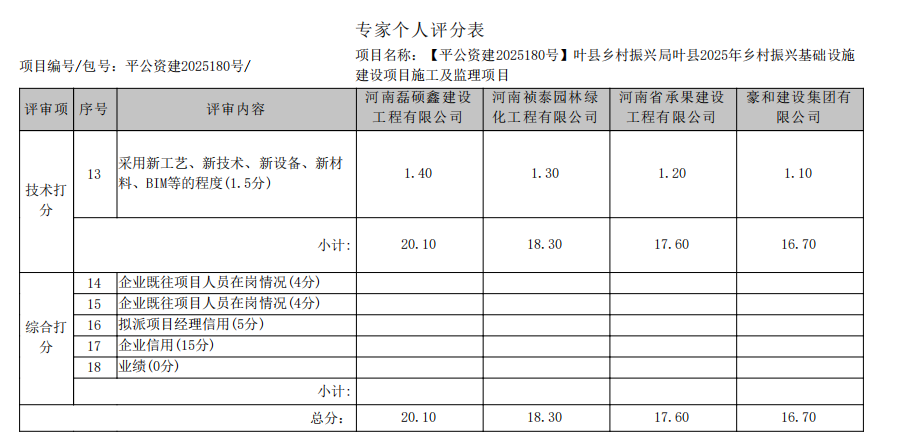 专家个人评分表
项目编号/包号: 平公资建2025180号/
项目名称: 【平公资建2025180号】叶县乡村振兴局叶县2025年乡村振兴基础设施
建设项目施工及监理项目
评审项 序号 评审内容 河南磊硕鑫建设 河南祯泰园林绿 河南省承果建设 豪和建设集团有
工程有限公司 化工程有限公司 工程有限公司 限公司
技术打
分
13 采用新工艺、新技术、新设备、新材 1.40 1.30 1.20 1.10
料、BIM等的程度(1.5分)
小计: 20.10 18.30 17.60 16.70
综合打
分
14 企业既往项目人员在岗情况(4分)
15 企业既往项目人员在岗情况(4分)
16 拟派项目经理信用(5分)
17 企业信用(15分)
18 业绩(0分)
小计:
总分: 20.10 18.30 17.60 16.70